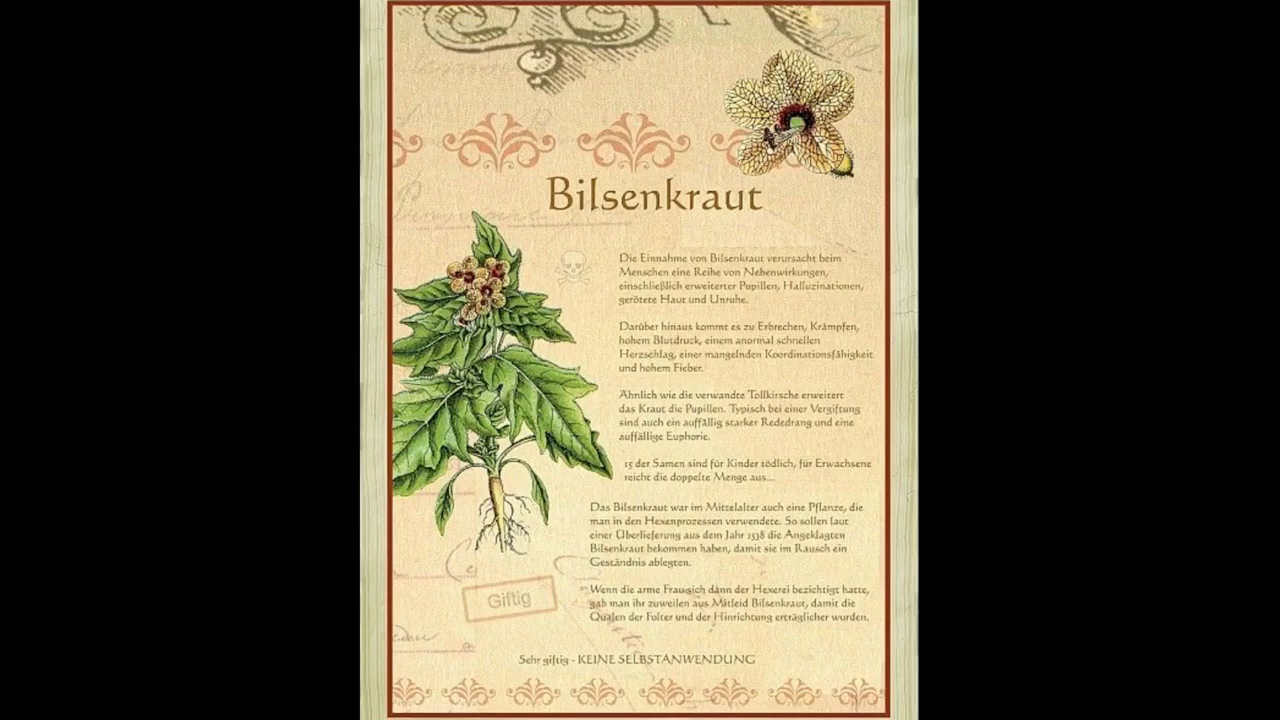 Bilsenkraut
Die Einnahme von Bilsenkraut verursacht beim
Menschen eine Reihe von Nebenwirkungen,
einschließlich erweiterter Pupillen, Halluzinationen,
gerötete Haut und Unruhe.
Darüber hinaus kommt es zu Erbrechen, Krämpfen,
hohem Blutdruck, einem anormal schnellen
Herzschlag, einer mangelnden Koordinationsfähigkeit
und hohem Fieber.
Ähnlich wie die verwandte Tollkirsche erweitert
das Kraut die Pupillen. Typisch bei einer Vergiftung
sind auch ein auffällig starker Rededrang und eine
auffällige Euphorie.
15 der Samen sind für Kinder tödlich, für Erwachsene
reicht die doppelte Menge aus...
Das Bilsenkraut war im Mittelalter auch eine Pflanze, die
man in den Hexenprozessen verwendete. So sollen laut
einer Überlieferung aus dem Jahr 1538 die Angeklagten
Bilsenkraut bekommen haben, damit sie im Rausch ein
Geständnis ablegten.
Wenn die arme Frau sich dann der Hexerei bezichtigt hatte,
gab man ihr zuweilen aus Mitleid Bilsenkraut, damit die
Qualen der Folter und der Hinrichtung erträglicher wurden.
Giftig
Sehr giftig - KEINE SELBSTANWENDUNG